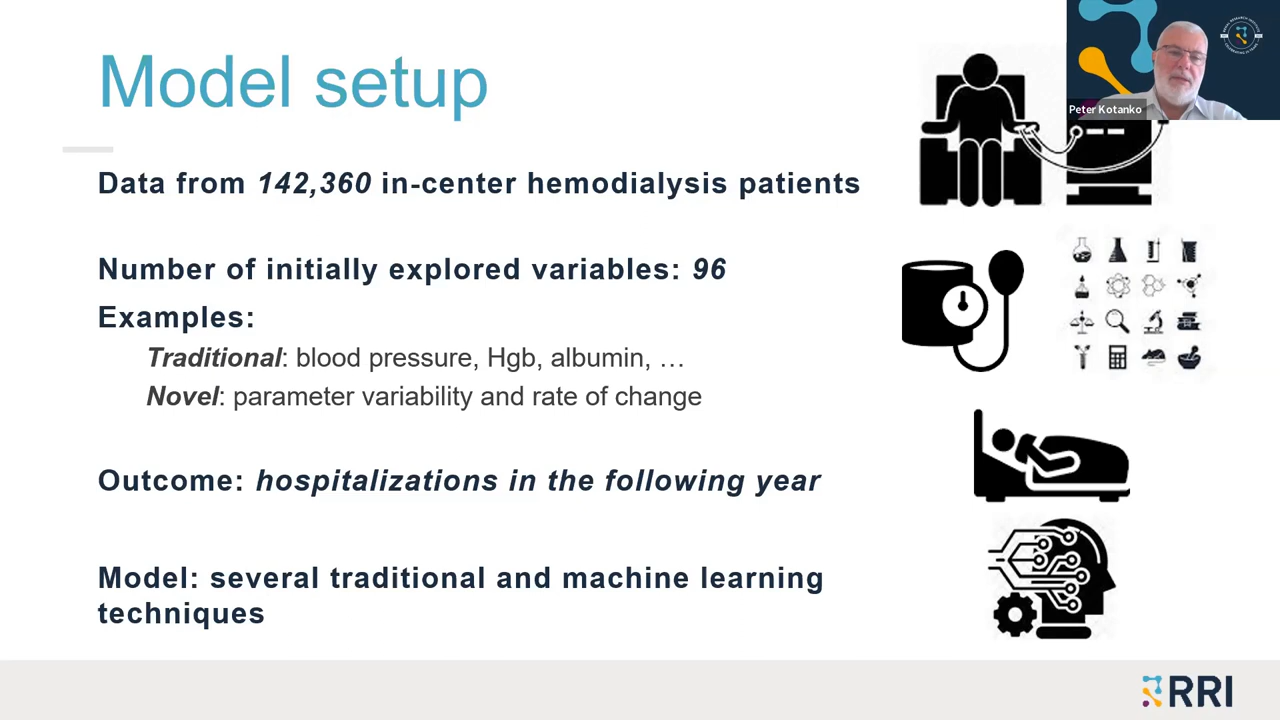 Model setup
Peter Kotanko
Data from 142,360 in-center hemodialysis patients
Number of initially explored variables: 96
Examples:
Traditional: blood pressure, Hgb, albumin, …
Novel: parameter variability and rate of change
Outcome: hospitalizations in the following year
Model: several traditional and machine learning
techniques
RRI